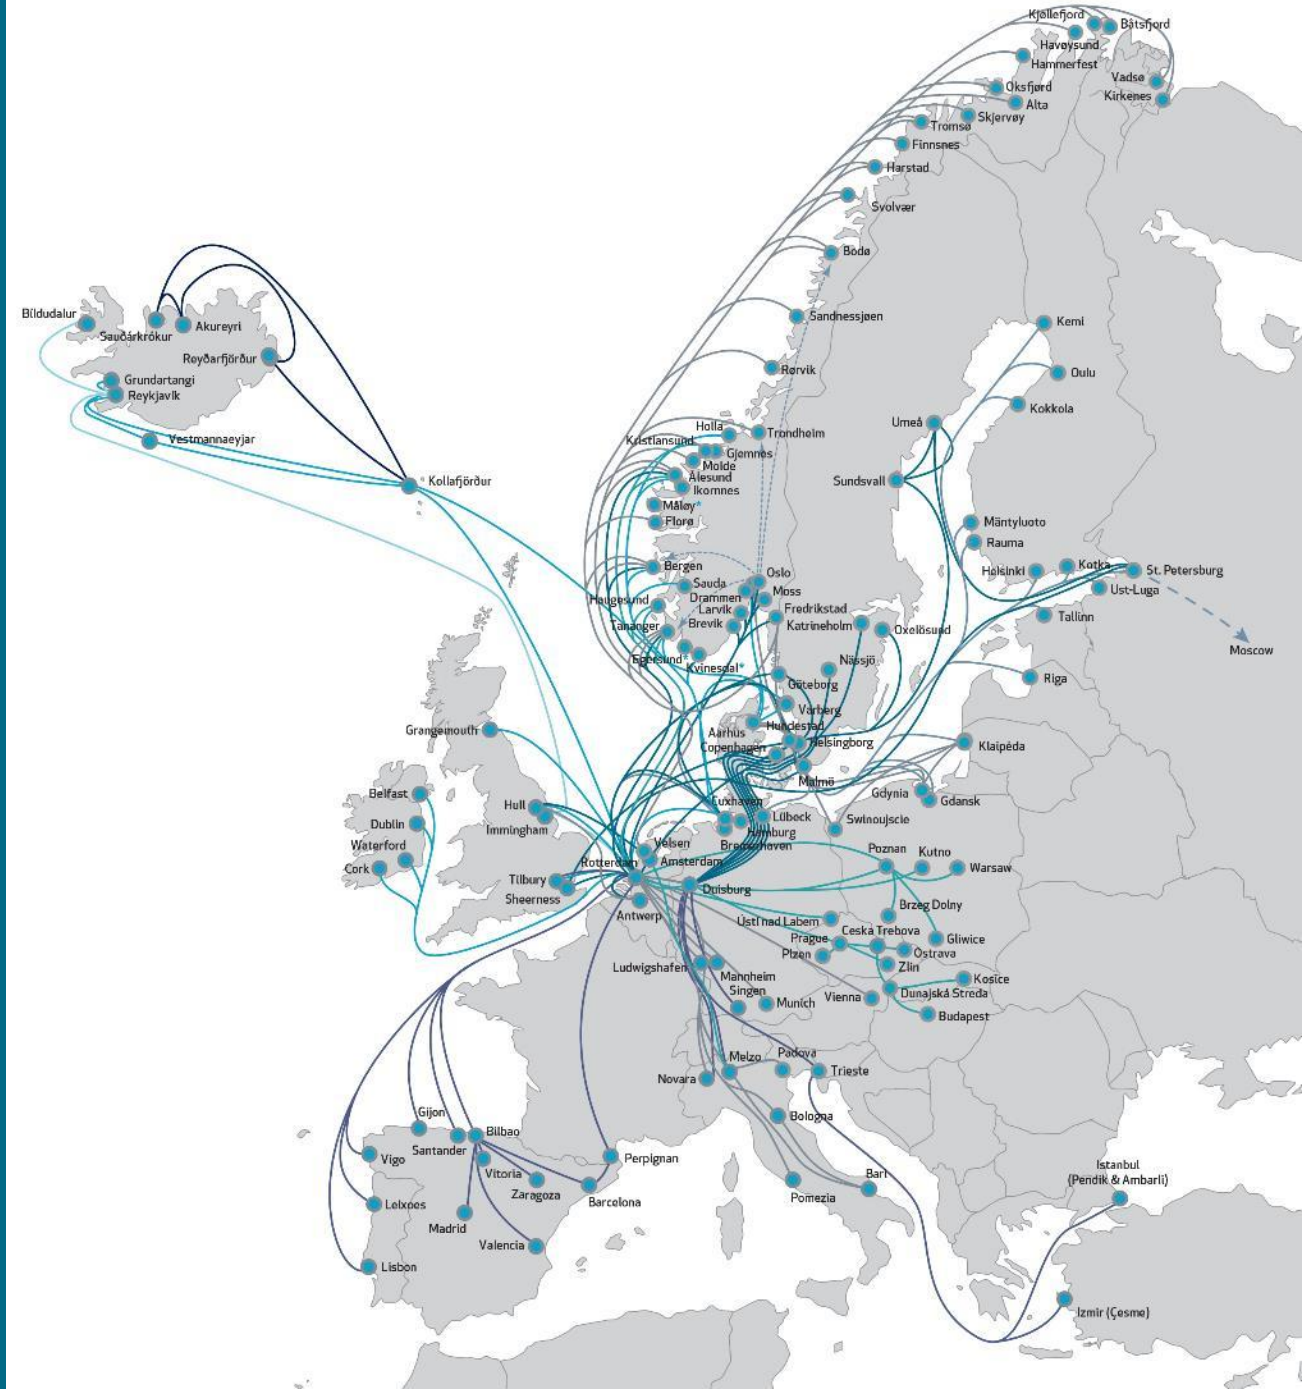 Kjøllefjord
Båtsfjord
Havøysund
Hammerfest
Vadsø
Kirkenes
Oksfjord
Alta
Skjervøy
Tromsø
Finnsnes
Harstad
Svolvær
Bodø
Sandnessjøen
Rørvik
Bíldudalur
Sauðárkrókur
Akureyri
Reyðarfjörður
Grundartangi
Reykjavík
Vestmannaeyjar
Kollafjörður
Kemi
Oulu
Kokkola
Umeå
Sundsvall
Holla
Trondheim
Kristiansund
Gjemnes
Molde
Ålesund
Ikornnes
Måløy*
Florø
Mäntyluoto
Rauma
Helsinki
Kotka
St. Petersburg
Ust-Luga
Tallinn
Moscow
Riga
Bergen
Sauda
Oslo
Drammen
Moss
Haugesund
Larvik
Fredrikstad
Tananger
Brevik
Katrineholm
Oxelösund
Egersund*
Kvinesdal*
Nässjö
Göteborg
Varberg
Aarhus
Hundestad
Copenhagen
Helsingborg
Malmö
Klaipėda
Gdynia
Gdansk
Swinoujscie
Grangemouth
Belfast
Dublin
Waterford
Cork
Hull
Immingham
Tilbury
Sheerness
Cuxhaven
Lübeck
Hamburg
Bremerhaven
Velsen
Rotterdam
Amsterdam
Duisburg
Antwerp
Poznan
Kutno
Warsaw
Brzeg Dolny
Gliwice
Ústí nad Labem
Prague
Ceska Trebova
Plzen
Ostrava
Zlin
Kosice
Dunajská Streda
Budapest
Vienna
Ludwigshafen
Mannheim
Singen
Munich
Novara
Melzo
Padova
Trieste
Bologna
Pomezia
Bari
Gijon
Santander
Bilbao
Vigo
Vitoria
Zaragoza
Perpignan
Barcelona
Leixoes
Madrid
Valencia
Lisbon
Istanbul
(Pendik & Ambarli)
Izmir (Çesme)